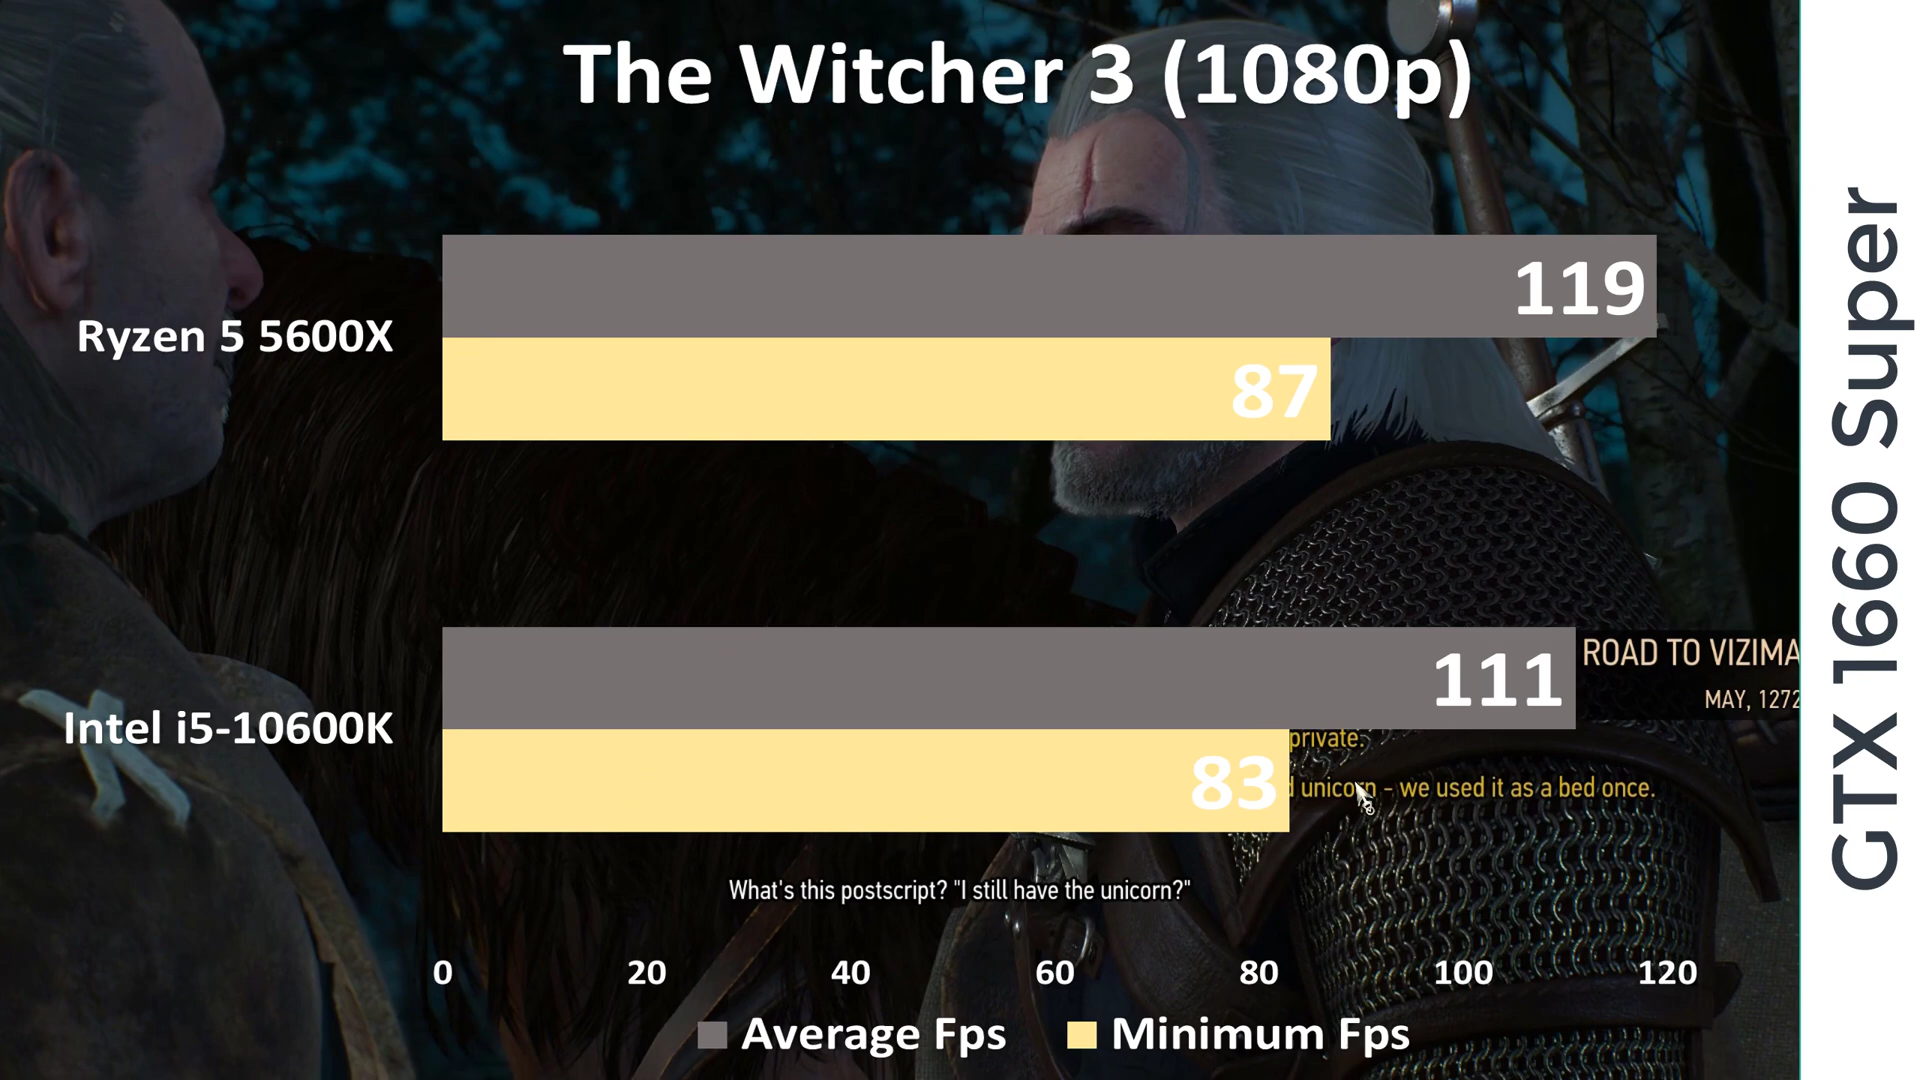 The Witcher 3 (1080p)
Ryzen 5 5600X
119
87
Intel i5-10600K
111
83
ROAD TO VIZIMA
MAY, 1272
private.
unicorn - we used it as a bed once.
What's this postscript? "I still have the unicorn?"
0 20 40 60 80 100 120
Average Fps Minimum Fps
GTX 1660 Super